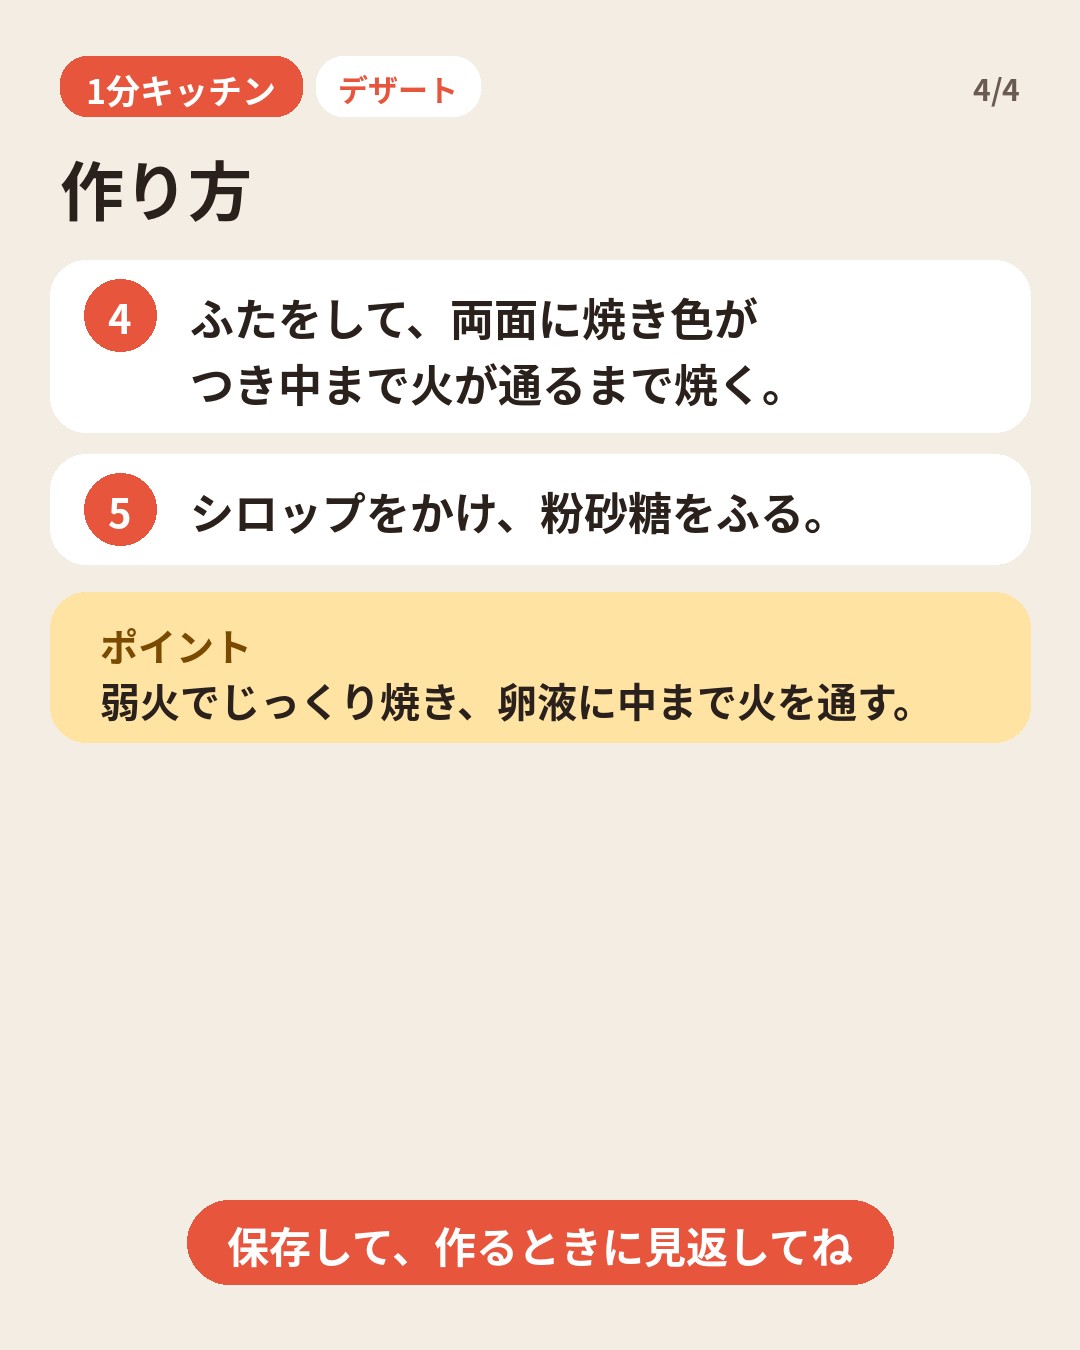 1分キッチン デザート 4/4
作り方
4 ふたをして、両面に焼き色が
つき中まで火が通るまで焼く。
5 シロップをかけ、粉砂糖をふる。
ポイント
弱火でじっくり焼き、卵液に中まで火を通す。
保存して、作るときに見返してね